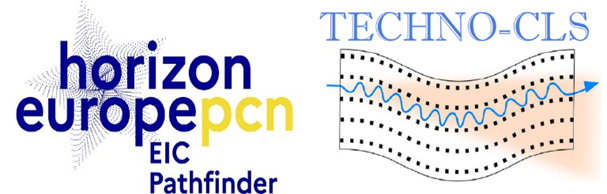 horizon
europepcn
EIC
Pathfinder
TECHNO-CLS